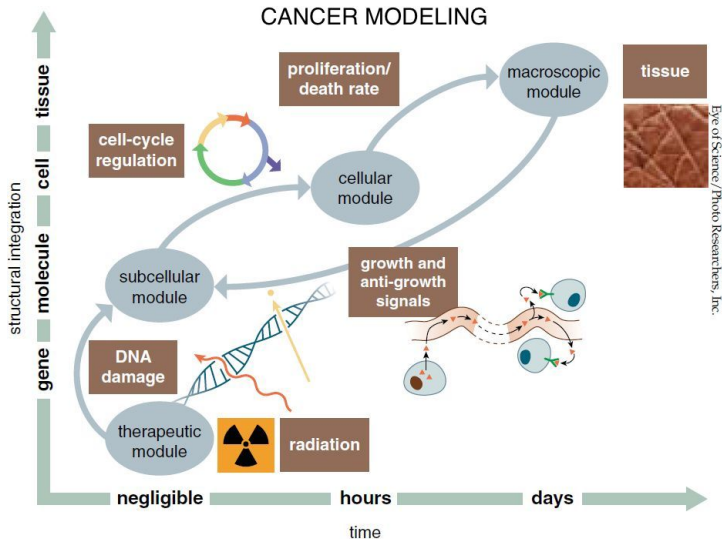 CANCER MODELING
proliferation/
death rate
macroscopic
module
tissue
cell-cycle
regulation
cellular
module
Eye of Science/Photo Researchers, Inc.
subcellular
module
growth and
anti-growth
signals
DNA
damage
therapeutic
module
radiation
structural integration
gene molecule cell tissue
negligible hours days
time